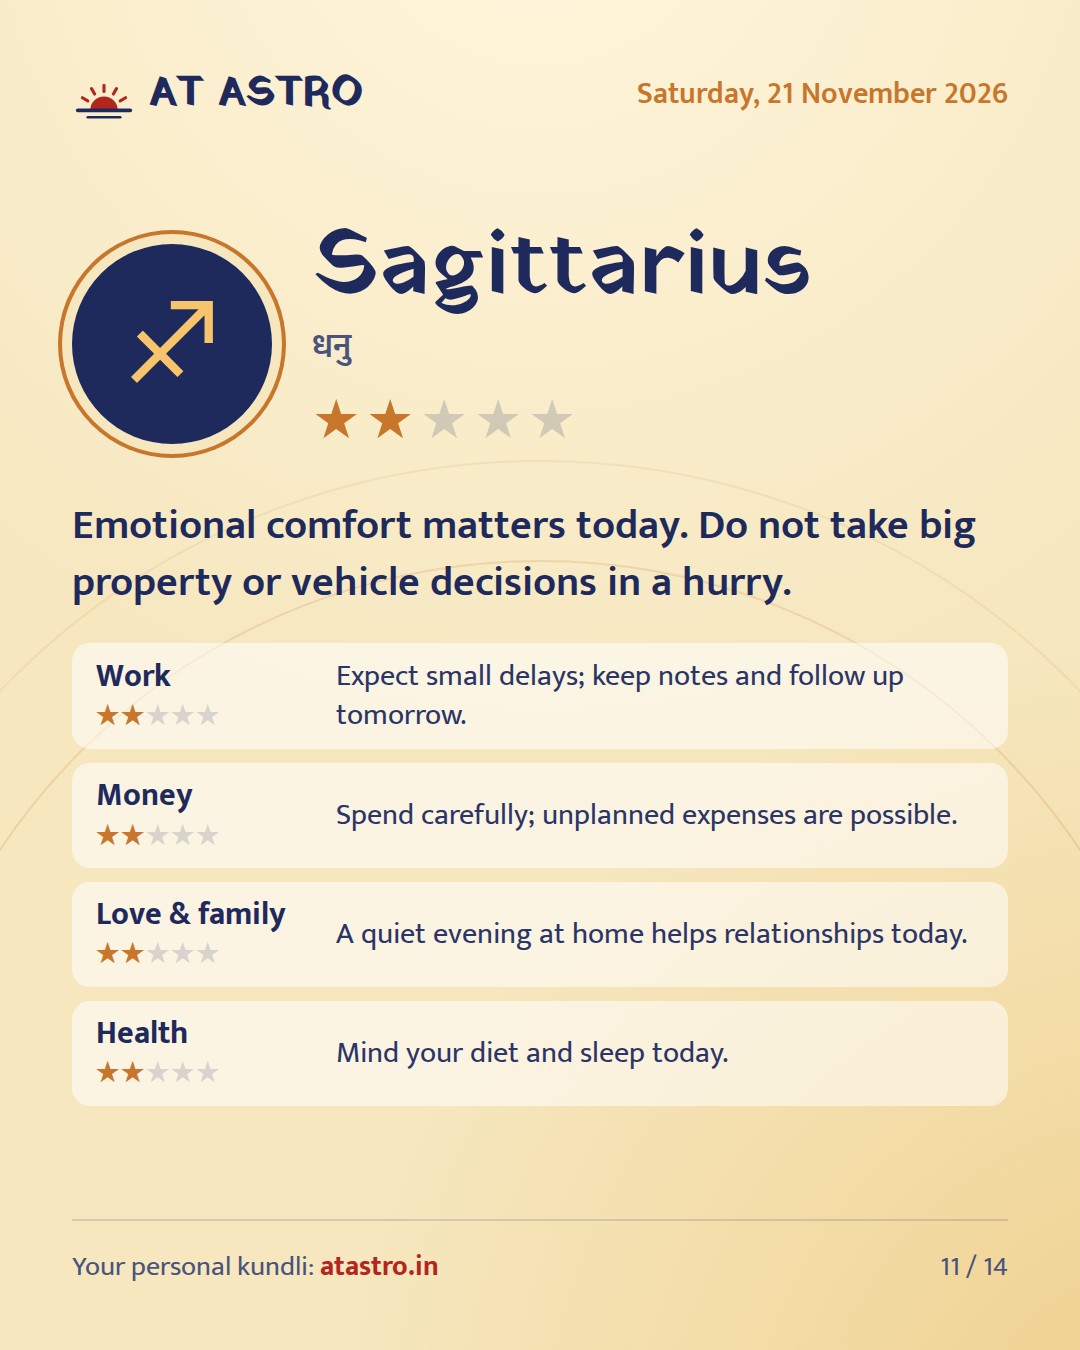 AT ASTRO
Saturday, 21 November 2026
Sagittarius
धनु
Emotional comfort matters today. Do not take big
property or vehicle decisions in a hurry.
Work
Expect small delays; keep notes and follow up
tomorrow.
Money
Spend carefully; unplanned expenses are possible.
Love & family
A quiet evening at home helps relationships today.
Health
Mind your diet and sleep today.
Your personal kundli: atastro.in
11 / 14